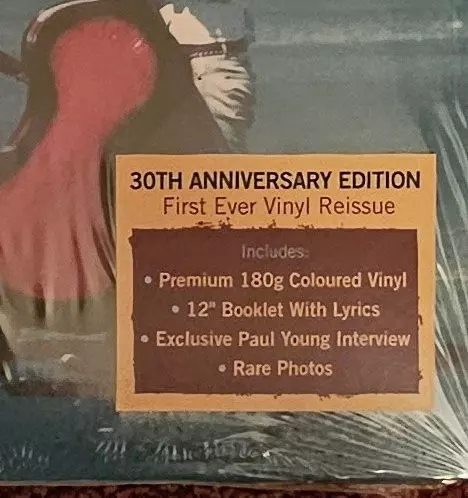 30TH ANNIVERSARY EDITION
First Ever Vinyl Reissue
Includes:
• Premium 180g Coloured Vinyl
• 12" Booklet With Lyrics
• Exclusive Paul Young Interview
• Rare Photos